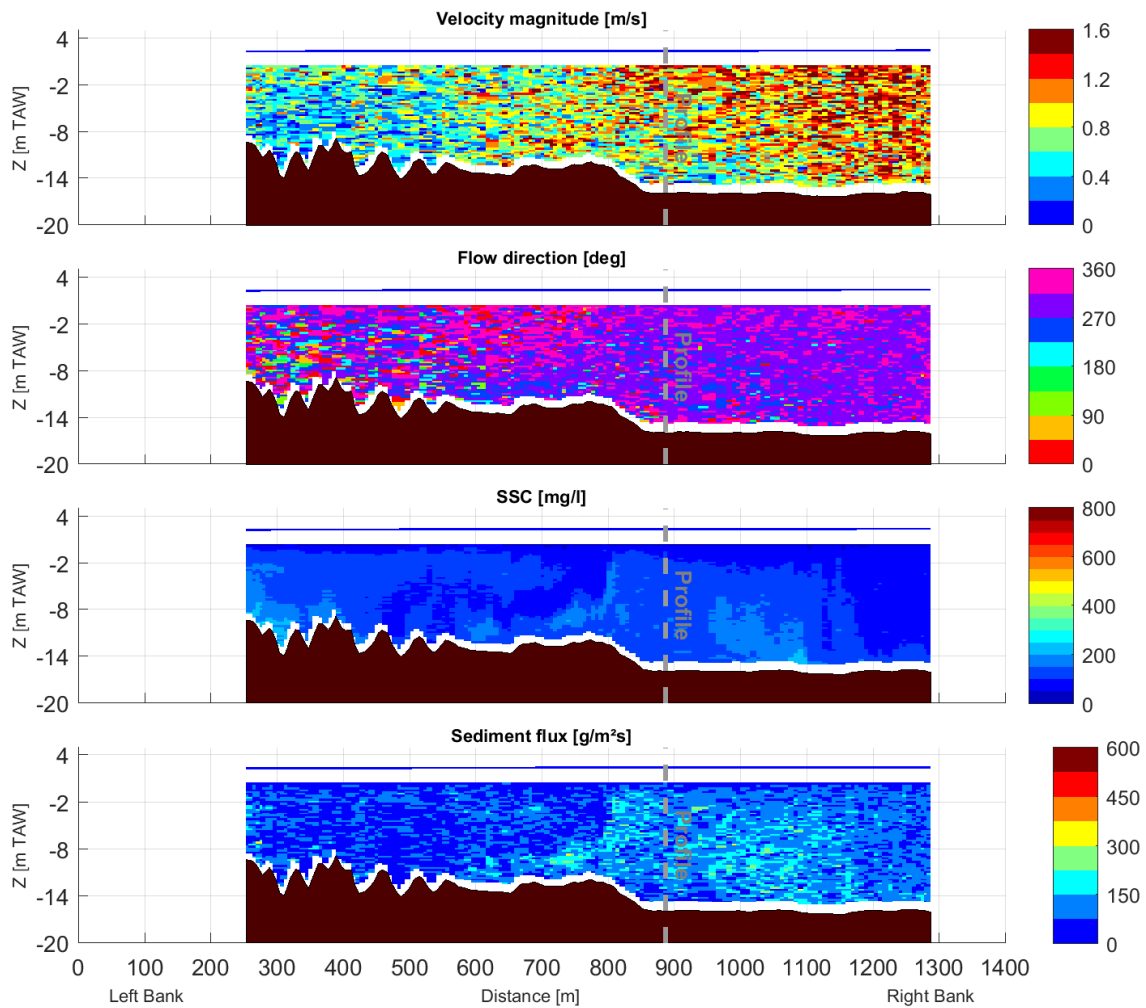 Velocity magnitude [m/s]
4
-2
-8
-14
-20
Z [m TAW]
Profile
1.6
1.2
0.8
0.4
0
Flow direction [deg]
4
-2
-8
-14
-20
Z [m TAW]
Profile
360
270
180
90
0
SSC [mg/l]
4
-2
-8
-14
-20
Z [m TAW]
Profile
800
600
400
200
0
Sediment flux [g/m²s]
4
-2
-8
-14
-20
Z [m TAW]
Profile
600
450
300
150
0
0 100 200 300 400 500 600 700 800 900 1000 1100 1200 1300 1400
Left Bank Distance [m] Right Bank